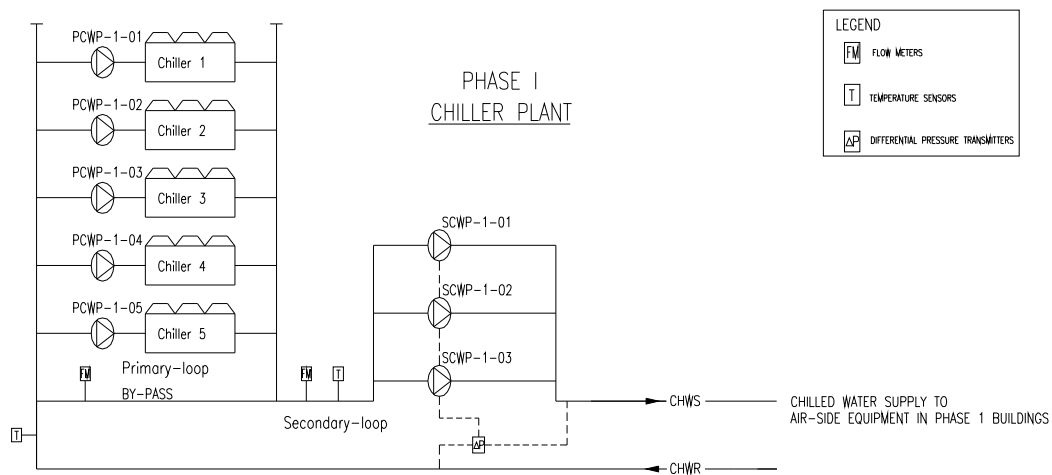 PCWP-1-01
Chiller 1
PCWP-1-02
Chiller 2
PCWP-1-03
Chiller 3
PCWP-1-04
Chiller 4
PCWP-1-05
Chiller 5
FM
Primary-loop
BY-PASS
T
PHASE I
CHILLER PLANT
FM
T
Secondary-loop
SCWP-1-01
SCWP-1-02
SCWP-1-03
ΔP
CHWS
CHWR
CHILLED WATER SUPPLY TO
AIR-SIDE EQUIPMENT IN PHASE 1 BUILDINGS
LEGEND
FM FLOW METERS
T TEMPERATURE SENSORS
ΔP DIFFERENTIAL PRESSURE TRANSMITTERS